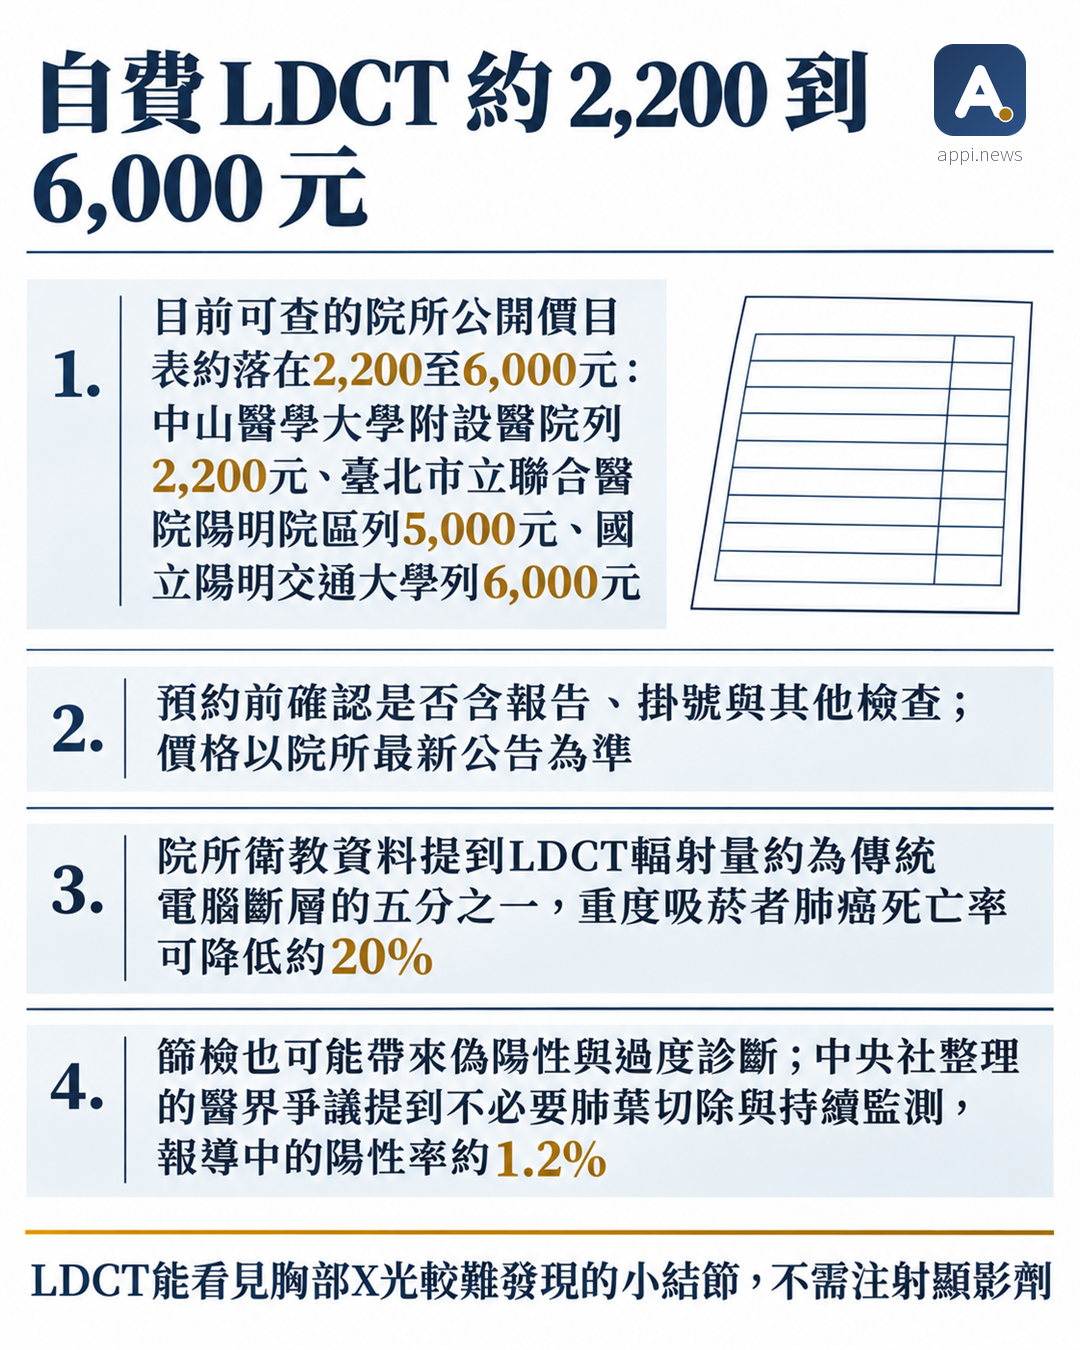 自費 LDCT 約 2,200 到
6,000 元
A.
appi.news
1.
目前可查的院所公開價目
表約落在2,200至6,000元：
中山醫學大學附設醫院列
2,200元、臺北市立聯合醫
院陽明院區列5,000元、國
立陽明交通大學列6,000元
2.
預約前確認是否含報告、掛號與其他檢查；
價格以院所最新公告為準
3.
院所衛教資料提到LDCT輻射量約為傳統
電腦斷層的五分之一，重度吸菸者肺癌死亡率
可降低約20%
4.
篩檢也可能帶來偽陽性與過度診斷；中央社整理
的醫界爭議提到不必要肺葉切除與持續監測，
報導中的陽性率約1.2%
LDCT能看見胸部X光較難發現的小結節，不需注射顯影劑